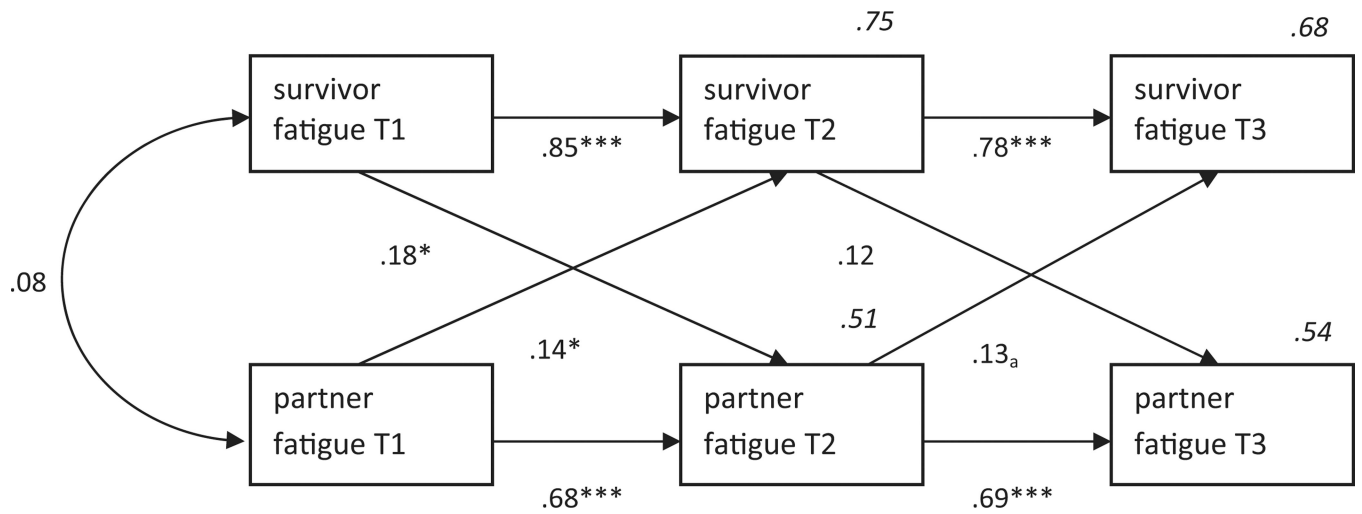 .75
.68
survivor
fatigue T1
survivor
fatigue T2
survivor
fatigue T3
.85***
.78***
.18*
.12
.08
.51
.54
.14*
.13a
partner
fatigue T1
partner
fatigue T2
partner
fatigue T3
.68***
.69***